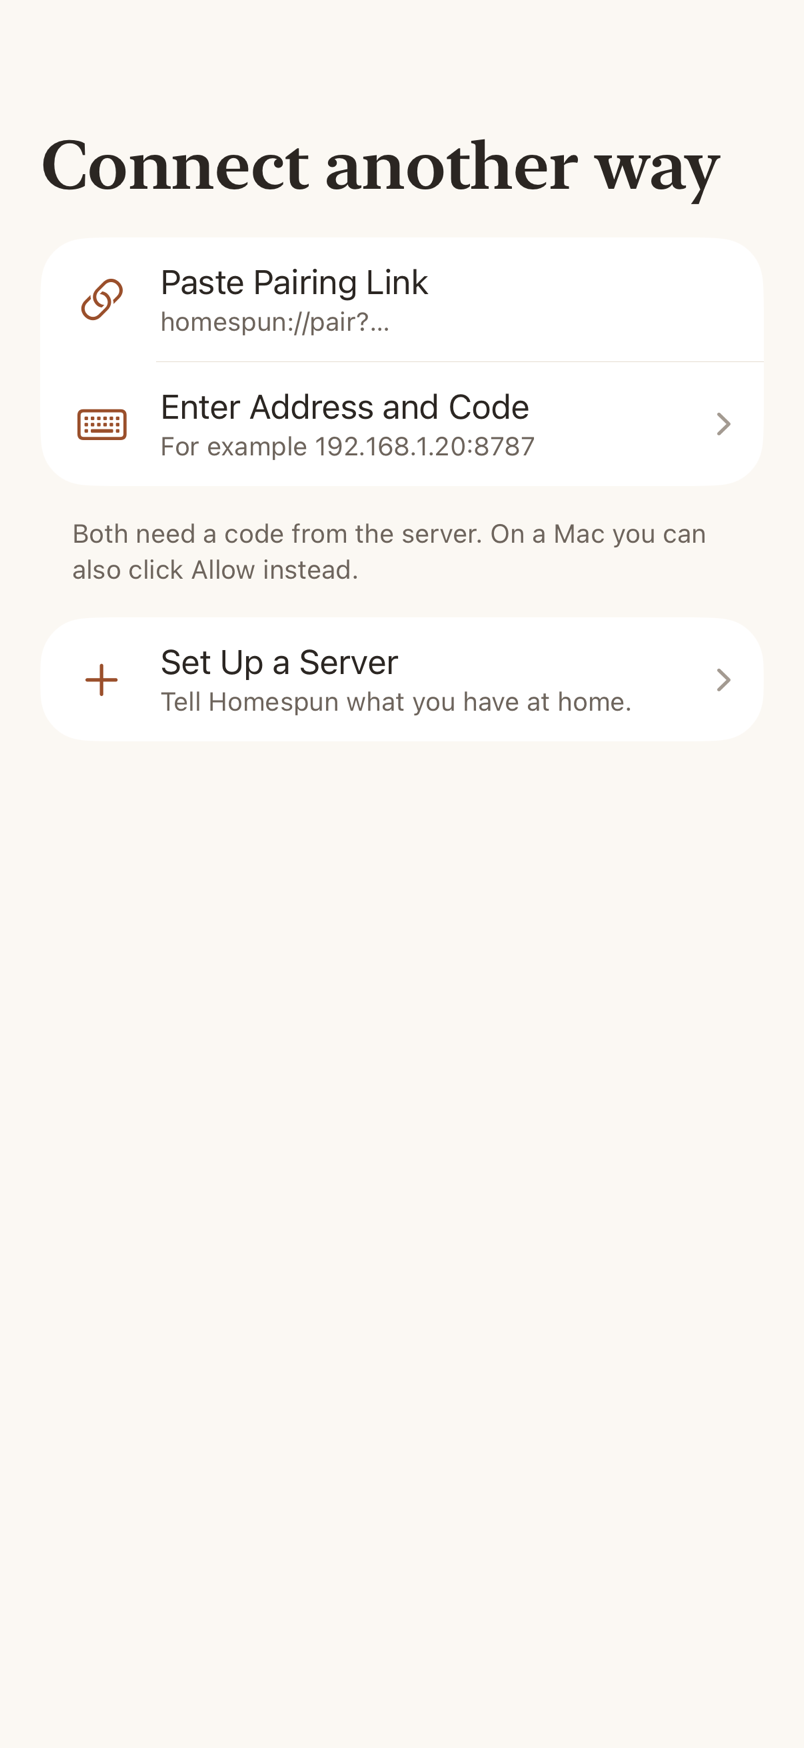 Connect another way
Paste Pairing Link
homespun://pair?...
Enter Address and Code
For example 192.168.1.20:8787
Both need a code from the server. On a Mac you can
also click Allow instead.
Set Up a Server
Tell Homespun what you have at home.